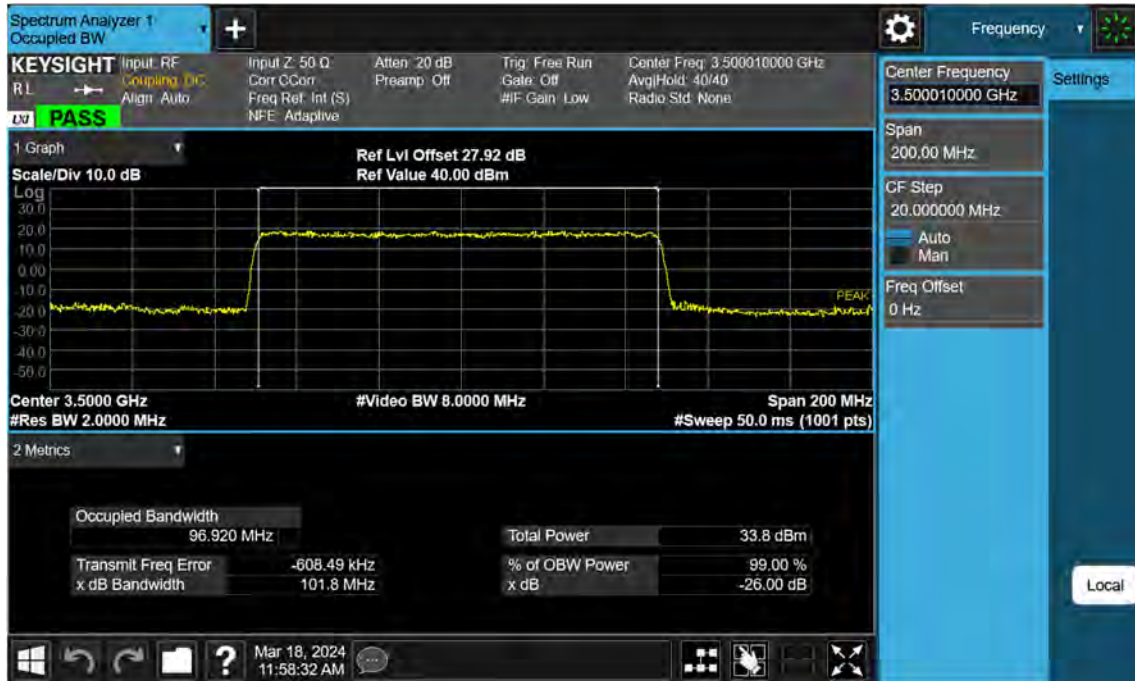 Spectrum Analyzer 1
Occupied BW
+
Frequency
KEYSIGHT
RL
Input: RF
Coupling: DC
Align: Auto
Input Z: 50 Ω
Corr CCorr
Freq Ref: Int (S)
NFE: Adaptive
Atten: 20 dB
Preamp: Off
Trig: Free Run
Gate: Off
#IF Gain: Low
Center Freq: 3.500010000 GHz
Avg|Hold: 40/40
Radio Std: None
LXI
PASS
Center Frequency
3.500010000 GHz
Settings
Span
200.00 MHz
CF Step
20.000000 MHz
Auto
Man
Freq Offset
0 Hz
1 Graph
Scale/Div 10.0 dB
Ref Lvl Offset 27.92 dB
Ref Value 40.00 dBm
Log
30.0
20.0
10.0
0.00
-10.0
-20.0
-30.0
-40.0
-50.0
PEAK
Center 3.5000 GHz
#Video BW 8.0000 MHz
Span 200 MHz
#Res BW 2.0000 MHz
#Sweep 50.0 ms (1001 pts)
2 Metrics
Occupied Bandwidth
96.920 MHz
Total Power 33.8 dBm
Transmit Freq Error -608.49 kHz
% of OBW Power 99.00 %
x dB Bandwidth 101.8 MHz
x dB -26.00 dB
Local
?
Mar 18, 2024
11:58:32 AM